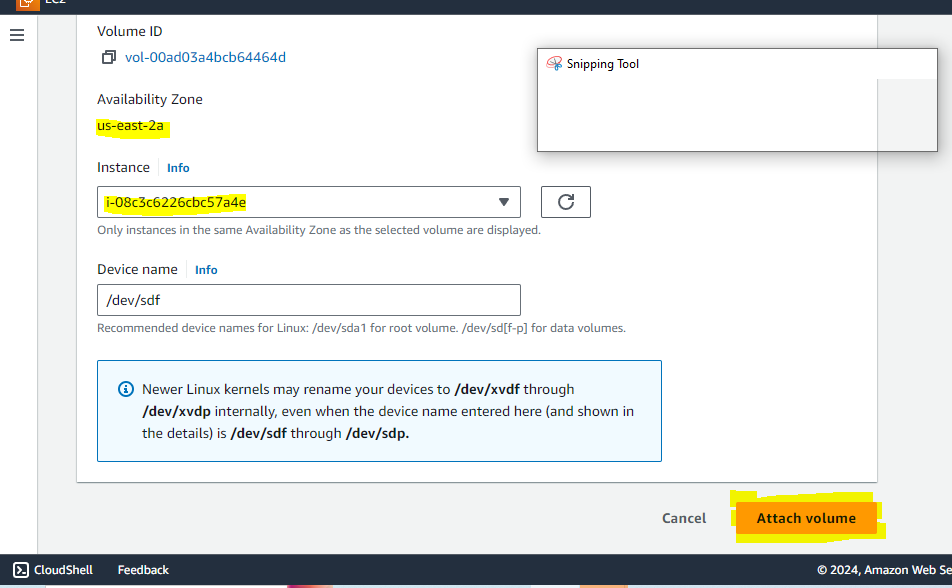 EC2
Volume ID
vol-00ad03a4bcb64464d
Snipping Tool
Availability Zone
us-east-2a
Instance Info
i-08c3c6226cbc57a4e
Only instances in the same Availability Zone as the selected volume are displayed.
Device name Info
/dev/sdf
Recommended device names for Linux: /dev/sda1 for root volume. /dev/sd[f-p] for data volumes.
Newer Linux kernels may rename your devices to /dev/xvdf through
/dev/xvdp internally, even when the device name entered here (and shown in
the details) is /dev/sdf through /dev/sdp.
Cancel Attach volume
CloudShell Feedback © 2024, Amazon Web Se